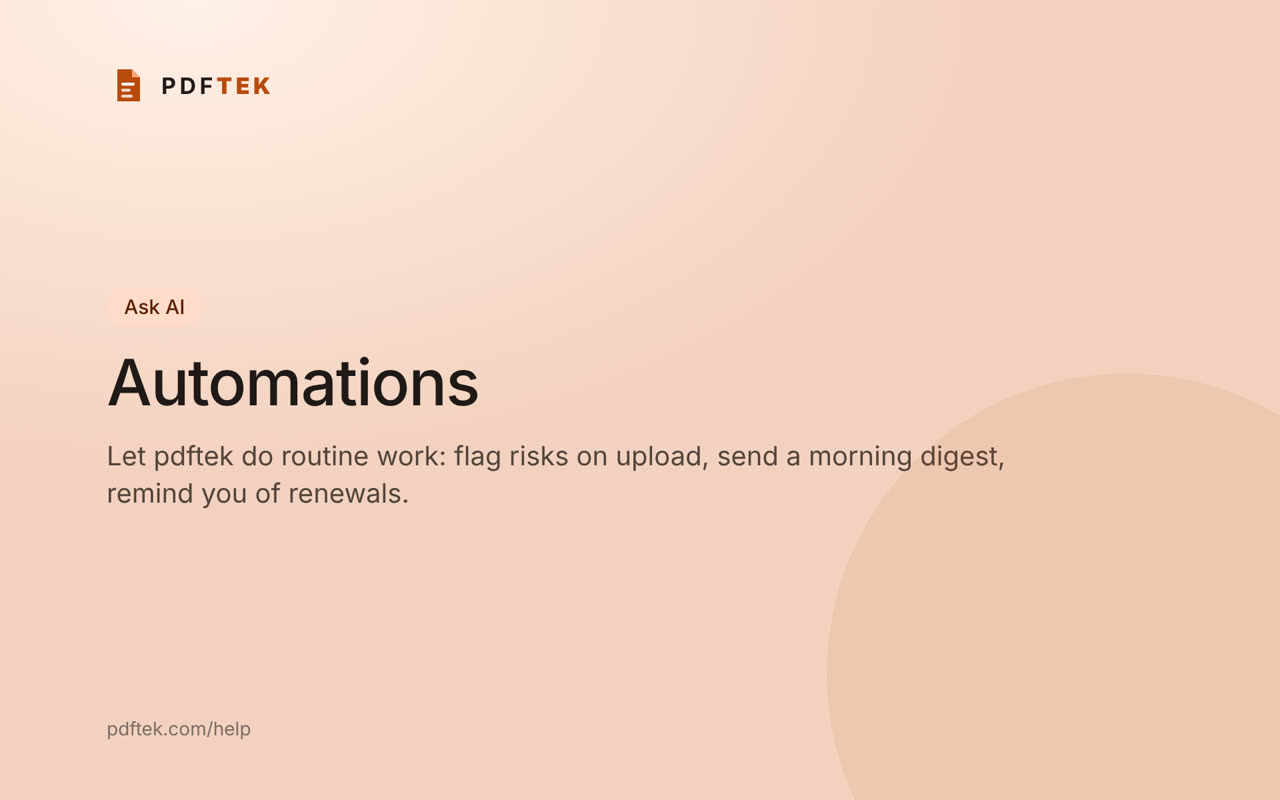 PDFTEK
Ask AI
Automations
Let pdftek do routine work: flag risks on upload, send a morning digest,
remind you of renewals.
pdftek.com/help